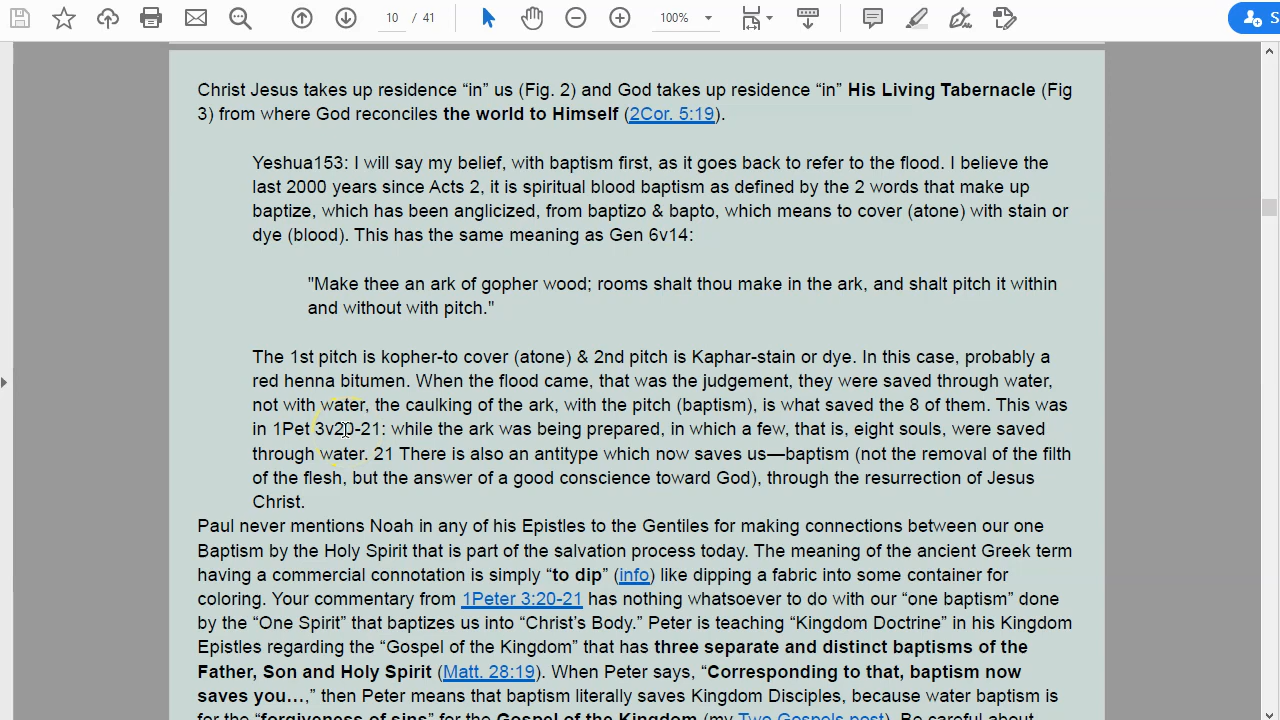 10 / 41
100%
S
Christ Jesus takes up residence “in” us (Fig. 2) and God takes up residence “in” His Living Tabernacle (Fig
3) from where God reconciles the world to Himself (2Cor. 5:19).
Yeshua153: I will say my belief, with baptism first, as it goes back to refer to the flood. I believe the
last 2000 years since Acts 2, it is spiritual blood baptism as defined by the 2 words that make up
baptize, which has been anglicized, from baptizo & bapto, which means to cover (atone) with stain or
dye (blood). This has the same meaning as Gen 6v14:
"Make thee an ark of gopher wood; rooms shalt thou make in the ark, and shalt pitch it within
and without with pitch."
The 1st pitch is kopher-to cover (atone) & 2nd pitch is Kaphar-stain or dye. In this case, probably a
red henna bitumen. When the flood came, that was the judgement, they were saved through water,
not with water, the caulking of the ark, with the pitch (baptism), is what saved the 8 of them. This was
in 1Pet 3v20-21: while the ark was being prepared, in which a few, that is, eight souls, were saved
through water. 21 There is also an antitype which now saves us—baptism (not the removal of the filth
of the flesh, but the answer of a good conscience toward God), through the resurrection of Jesus
Christ.
Paul never mentions Noah in any of his Epistles to the Gentiles for making connections between our one
Baptism by the Holy Spirit that is part of the salvation process today. The meaning of the ancient Greek term
having a commercial connotation is simply “to dip” (info) like dipping a fabric into some container for
coloring. Your commentary from 1Peter 3:20-21 has nothing whatsoever to do with our “one baptism” done
by the “One Spirit” that baptizes us into “Christ’s Body.” Peter is teaching “Kingdom Doctrine” in his Kingdom
Epistles regarding the “Gospel of the Kingdom” that has three separate and distinct baptisms of the
Father, Son and Holy Spirit (Matt. 28:19). When Peter says, “Corresponding to that, baptism now
saves you…,” then Peter means that baptism literally saves Kingdom Disciples, because water baptism is
for the “forgiveness of sins” for the Gospel of the Kingdom (my Two Gospels post). Be careful about